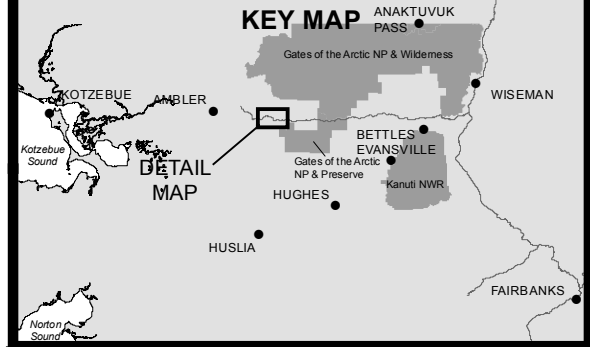 KEY MAP
ANAKTUVUK
PASS
Gates of the Arctic NP & Wilderness
KOTZEBUE
AMBLER
WISEMAN
BETTLES
EVANSVILLE
Kotzebue
Sound
DETAIL
MAP
Gates of the Arctic
NP & Preserve
Kanuti NWR
HUGHES
HUSLIA
FAIRBANKS
Norton
Sound